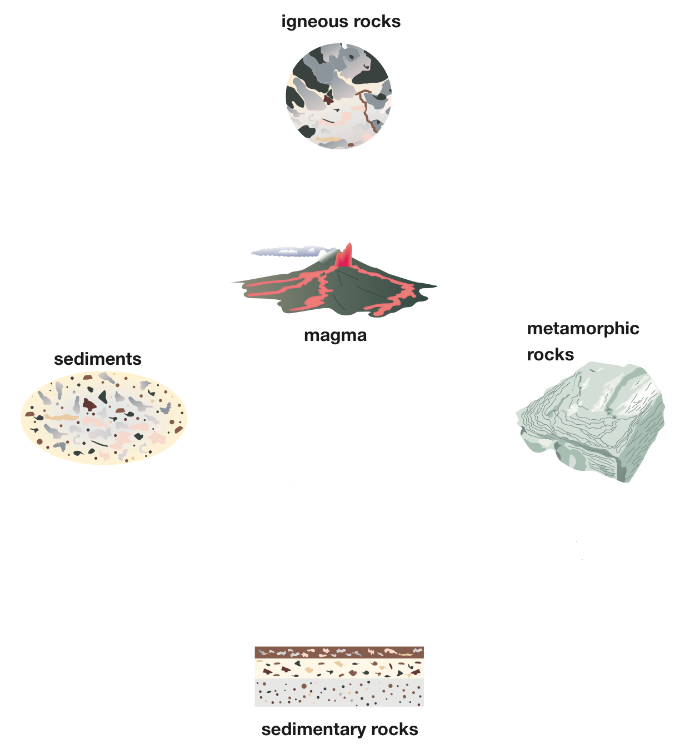 igneous rocks
magma
metamorphic
rocks
sediments
sedimentary rocks